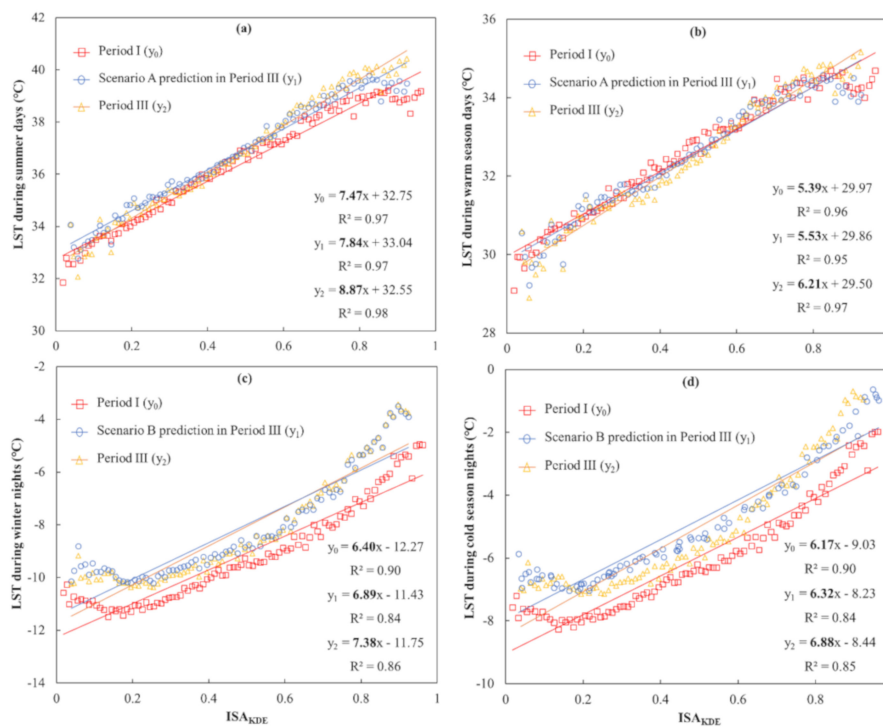 (a)
LST during summer days (°C)
42
40
38
36
34
32
30
Period I (y₀)
Scenario A prediction in Period III (y₁)
Period III (y₂)
y₀ = 7.47x + 32.75
R² = 0.97
y₁ = 7.84x + 33.04
R² = 0.97
y₂ = 8.87x + 32.55
R² = 0.98
0 0.2 0.4 0.6 0.8 1
(b)
LST during warm season days (°C)
36
34
32
30
28
Period I (y₀)
Scenario A prediction in Period III (y₁)
Period III (y₂)
y₀ = 5.39x + 29.97
R² = 0.96
y₁ = 5.53x + 29.86
R² = 0.95
y₂ = 6.21x + 29.50
R² = 0.97
0 0.2 0.4 0.6 0.8
(c)
LST during winter nights (°C)
-2
-4
-6
-8
-10
-12
-14
Period I (y₀)
Scenario B prediction in Period III (y₁)
Period III (y₂)
y₀ = 6.40x - 12.27
R² = 0.90
y₁ = 6.89x - 11.43
R² = 0.84
y₂ = 7.38x - 11.75
R² = 0.86
0 0.2 0.4 0.6 0.8 1
ISA_KDE
(d)
LST during cold season nights (°C)
0
-2
-4
-6
-8
-10
Period I (y₀)
Scenario B prediction in Period III (y₁)
Period III (y₂)
y₀ = 6.17x - 9.03
R² = 0.90
y₁ = 6.32x - 8.23
R² = 0.84
y₂ = 6.88x - 8.44
R² = 0.85
0 0.2 0.4 0.6 0.8
ISA_KDE